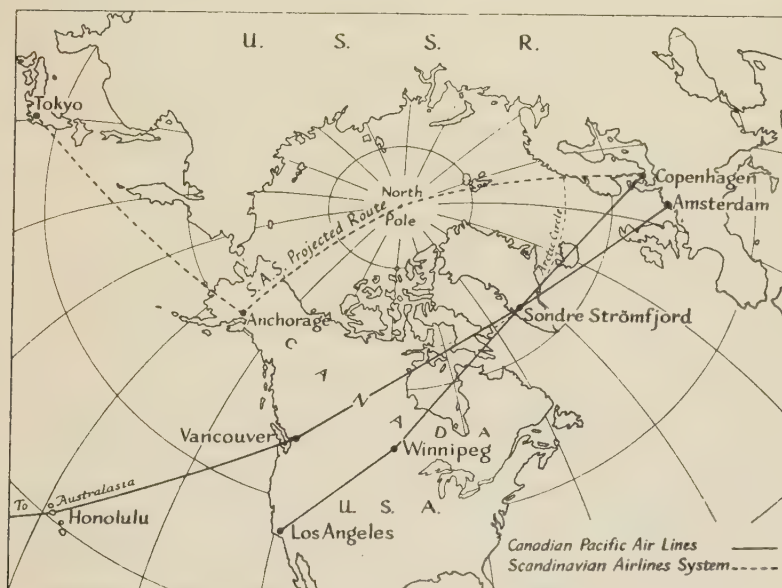 U. S. S. R.
Tokyo
North
Pole
Copenhagen
Amsterdam
Arctic Circle
S.A.S. Projected Route
Anchorage
Sondre Strömfjord
CANADA
Vancouver
Winnipeg
To Australasia
Honolulu
U. S. A.
Los Angeles
Canadian Pacific Air Lines
Scandinavian Airlines System